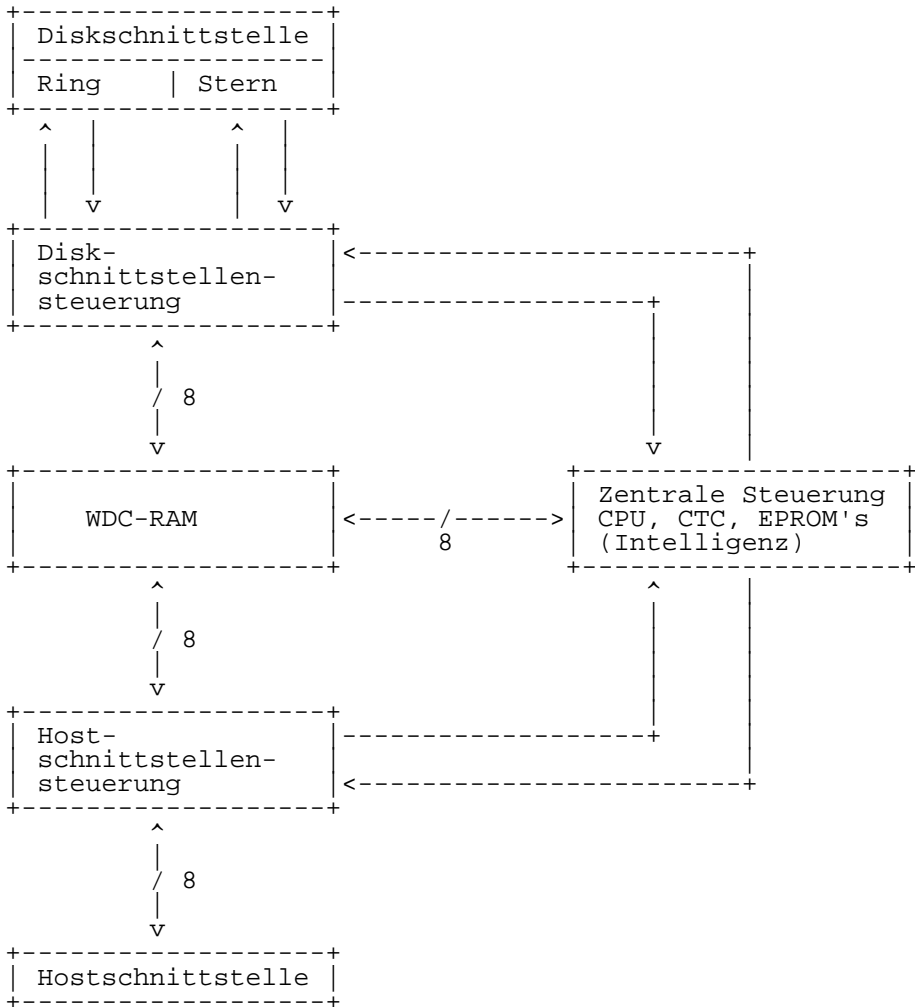 Diskschnittstelle
Ring | Stern
Disk-
schnittstellen-
steuerung
/ 8
WDC-RAM
/
8
Zentrale Steuerung
CPU, CTC, EPROM's
(Intelligenz)
/ 8
Host-
schnittstellen-
steuerung
/ 8
Hostschnittstelle